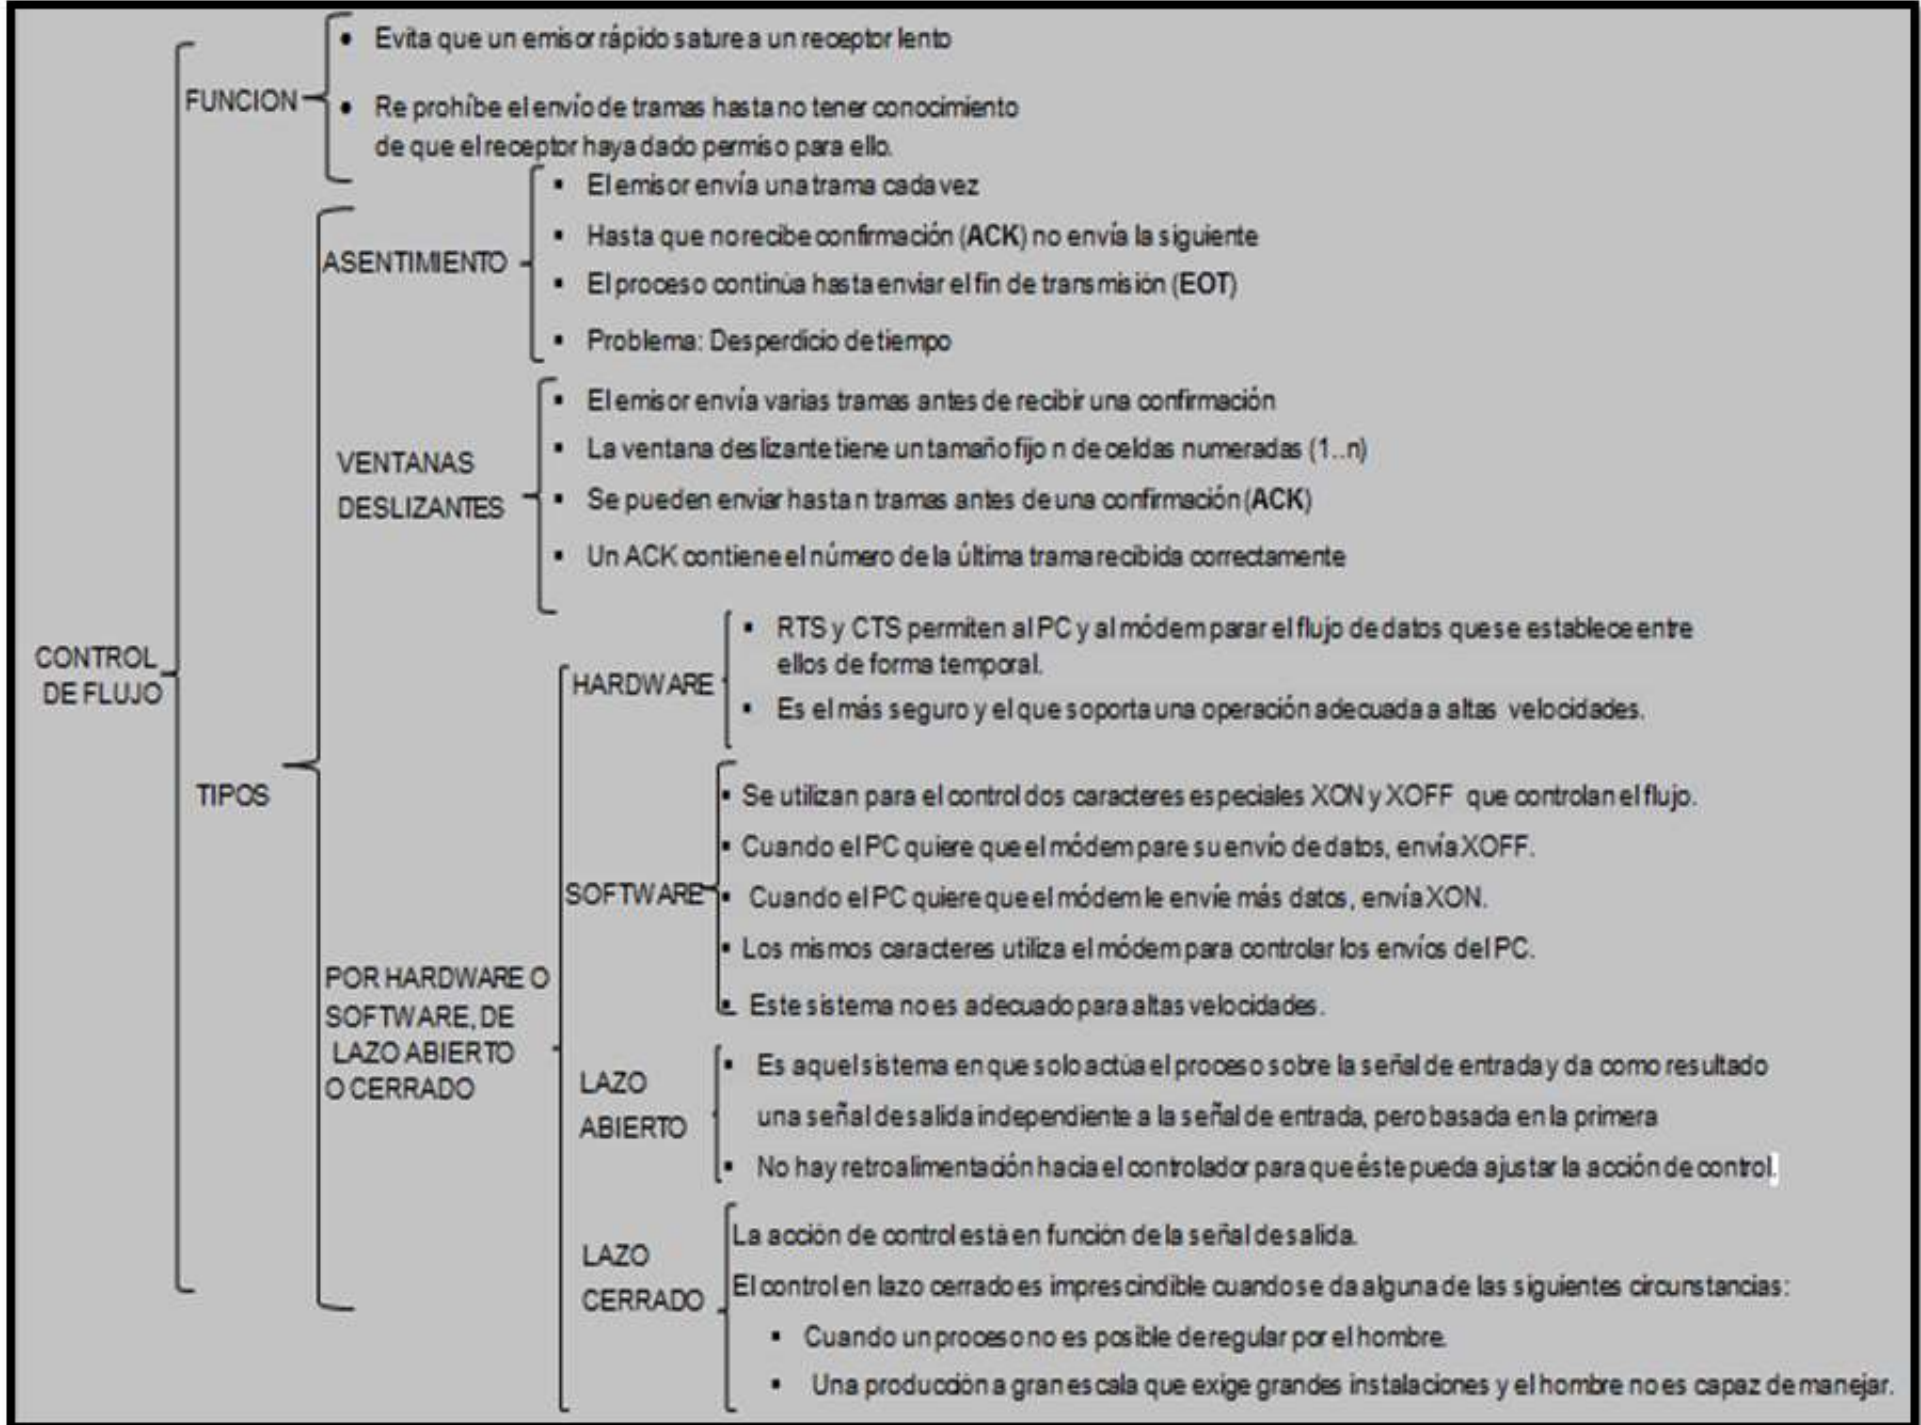 CONTROL
DE FLUJO
FUNCION
• Evita que un emisor rápido sature a un receptor lento
• Re prohíbe el envío de tramas hasta no tener conocimiento
de que el receptor haya dado permiso para ello.
TIPOS
ASENTIMIENTO
▪ El emisor envía una trama cada vez
▪ Hasta que no recibe confirmación (ACK) no envía la siguiente
▪ El proceso continúa hasta enviar el fin de transmisión (EOT)
▪ Problema: Desperdicio de tiempo
VENTANAS
DESLIZANTES
▪ El emisor envía varias tramas antes de recibir una confirmación
▪ La ventana deslizante tiene un tamaño fijo n de celdas numeradas (1..n)
▪ Se pueden enviar hasta n tramas antes de una confirmación (ACK)
▪ Un ACK contiene el número de la última trama recibida correctamente
POR HARDWARE O
SOFTWARE, DE
LAZO ABIERTO
O CERRADO
HARDWARE
▪ RTS y CTS permiten al PC y al módem parar el flujo de datos que se establece entre
ellos de forma temporal.
▪ Es el más seguro y el que soporta una operación adecuada a altas velocidades.
SOFTWARE
▪ Se utilizan para el control dos caracteres especiales XON y XOFF que controlan el flujo.
▪ Cuando el PC quiere que el módem pare su envío de datos, envía XOFF.
▪ Cuando el PC quiere que el módem le envíe más datos, envía XON.
▪ Los mismos caracteres utiliza el módem para controlar los envíos del PC.
▪ Este sistema no es adecuado para altas velocidades.
LAZO
ABIERTO
▪ Es aquel sistema en que solo actúa el proceso sobre la señal de entrada y da como resultado
una señal de salida independiente a la señal de entrada, pero basada en la primera
▪ No hay retroalimentación hacia el controlador para que éste pueda ajustar la acción de control.
LAZO
CERRADO
La acción de control está en función de la señal de salida.
El control en lazo cerrado es imprescindible cuando se da alguna de las siguientes circunstancias:
▪ Cuando un proceso no es posible de regular por el hombre.
▪ Una producción a gran escala que exige grandes instalaciones y el hombre no es capaz de manejar.